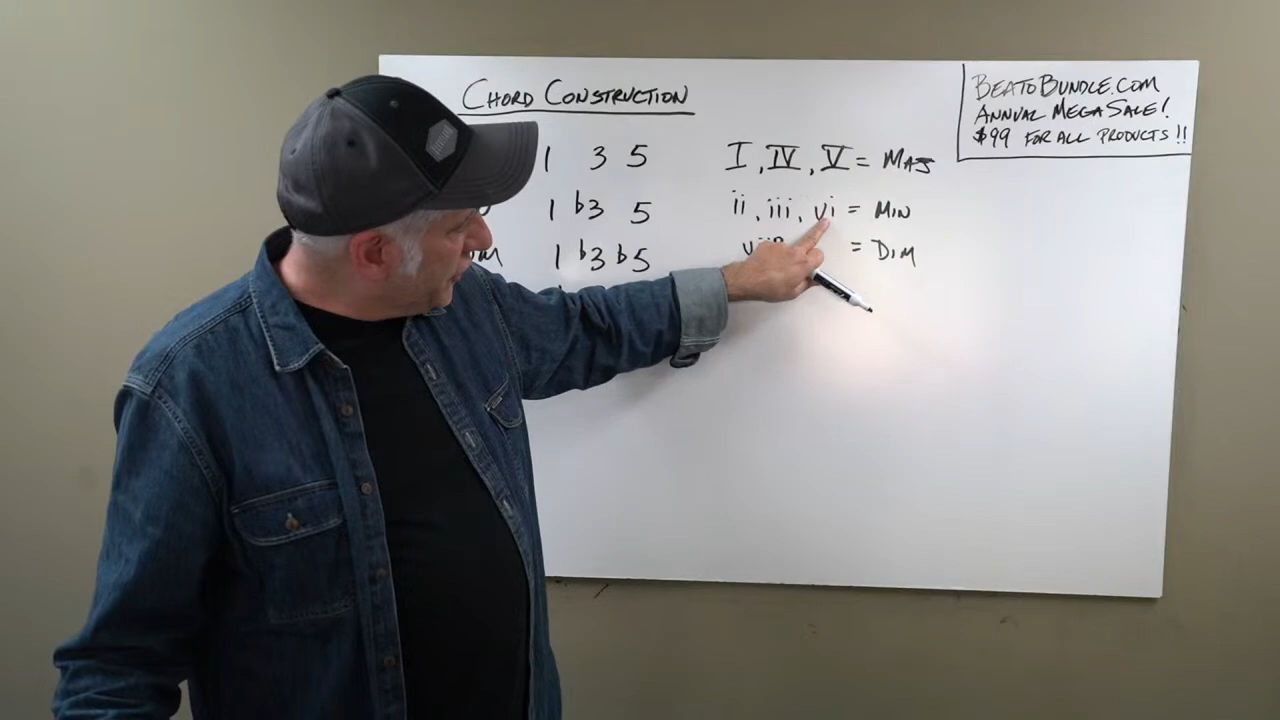 CHORD CONSTRUCTION
BEATOBUNDLE.COM
ANNUAL MEGA SALE!
$99 FOR ALL PRODUCTS!!
1 3 5
I, IV, V = MAJ
1 b3 5
ii, iii, vi = MIN
1 b3 b5
= DIM